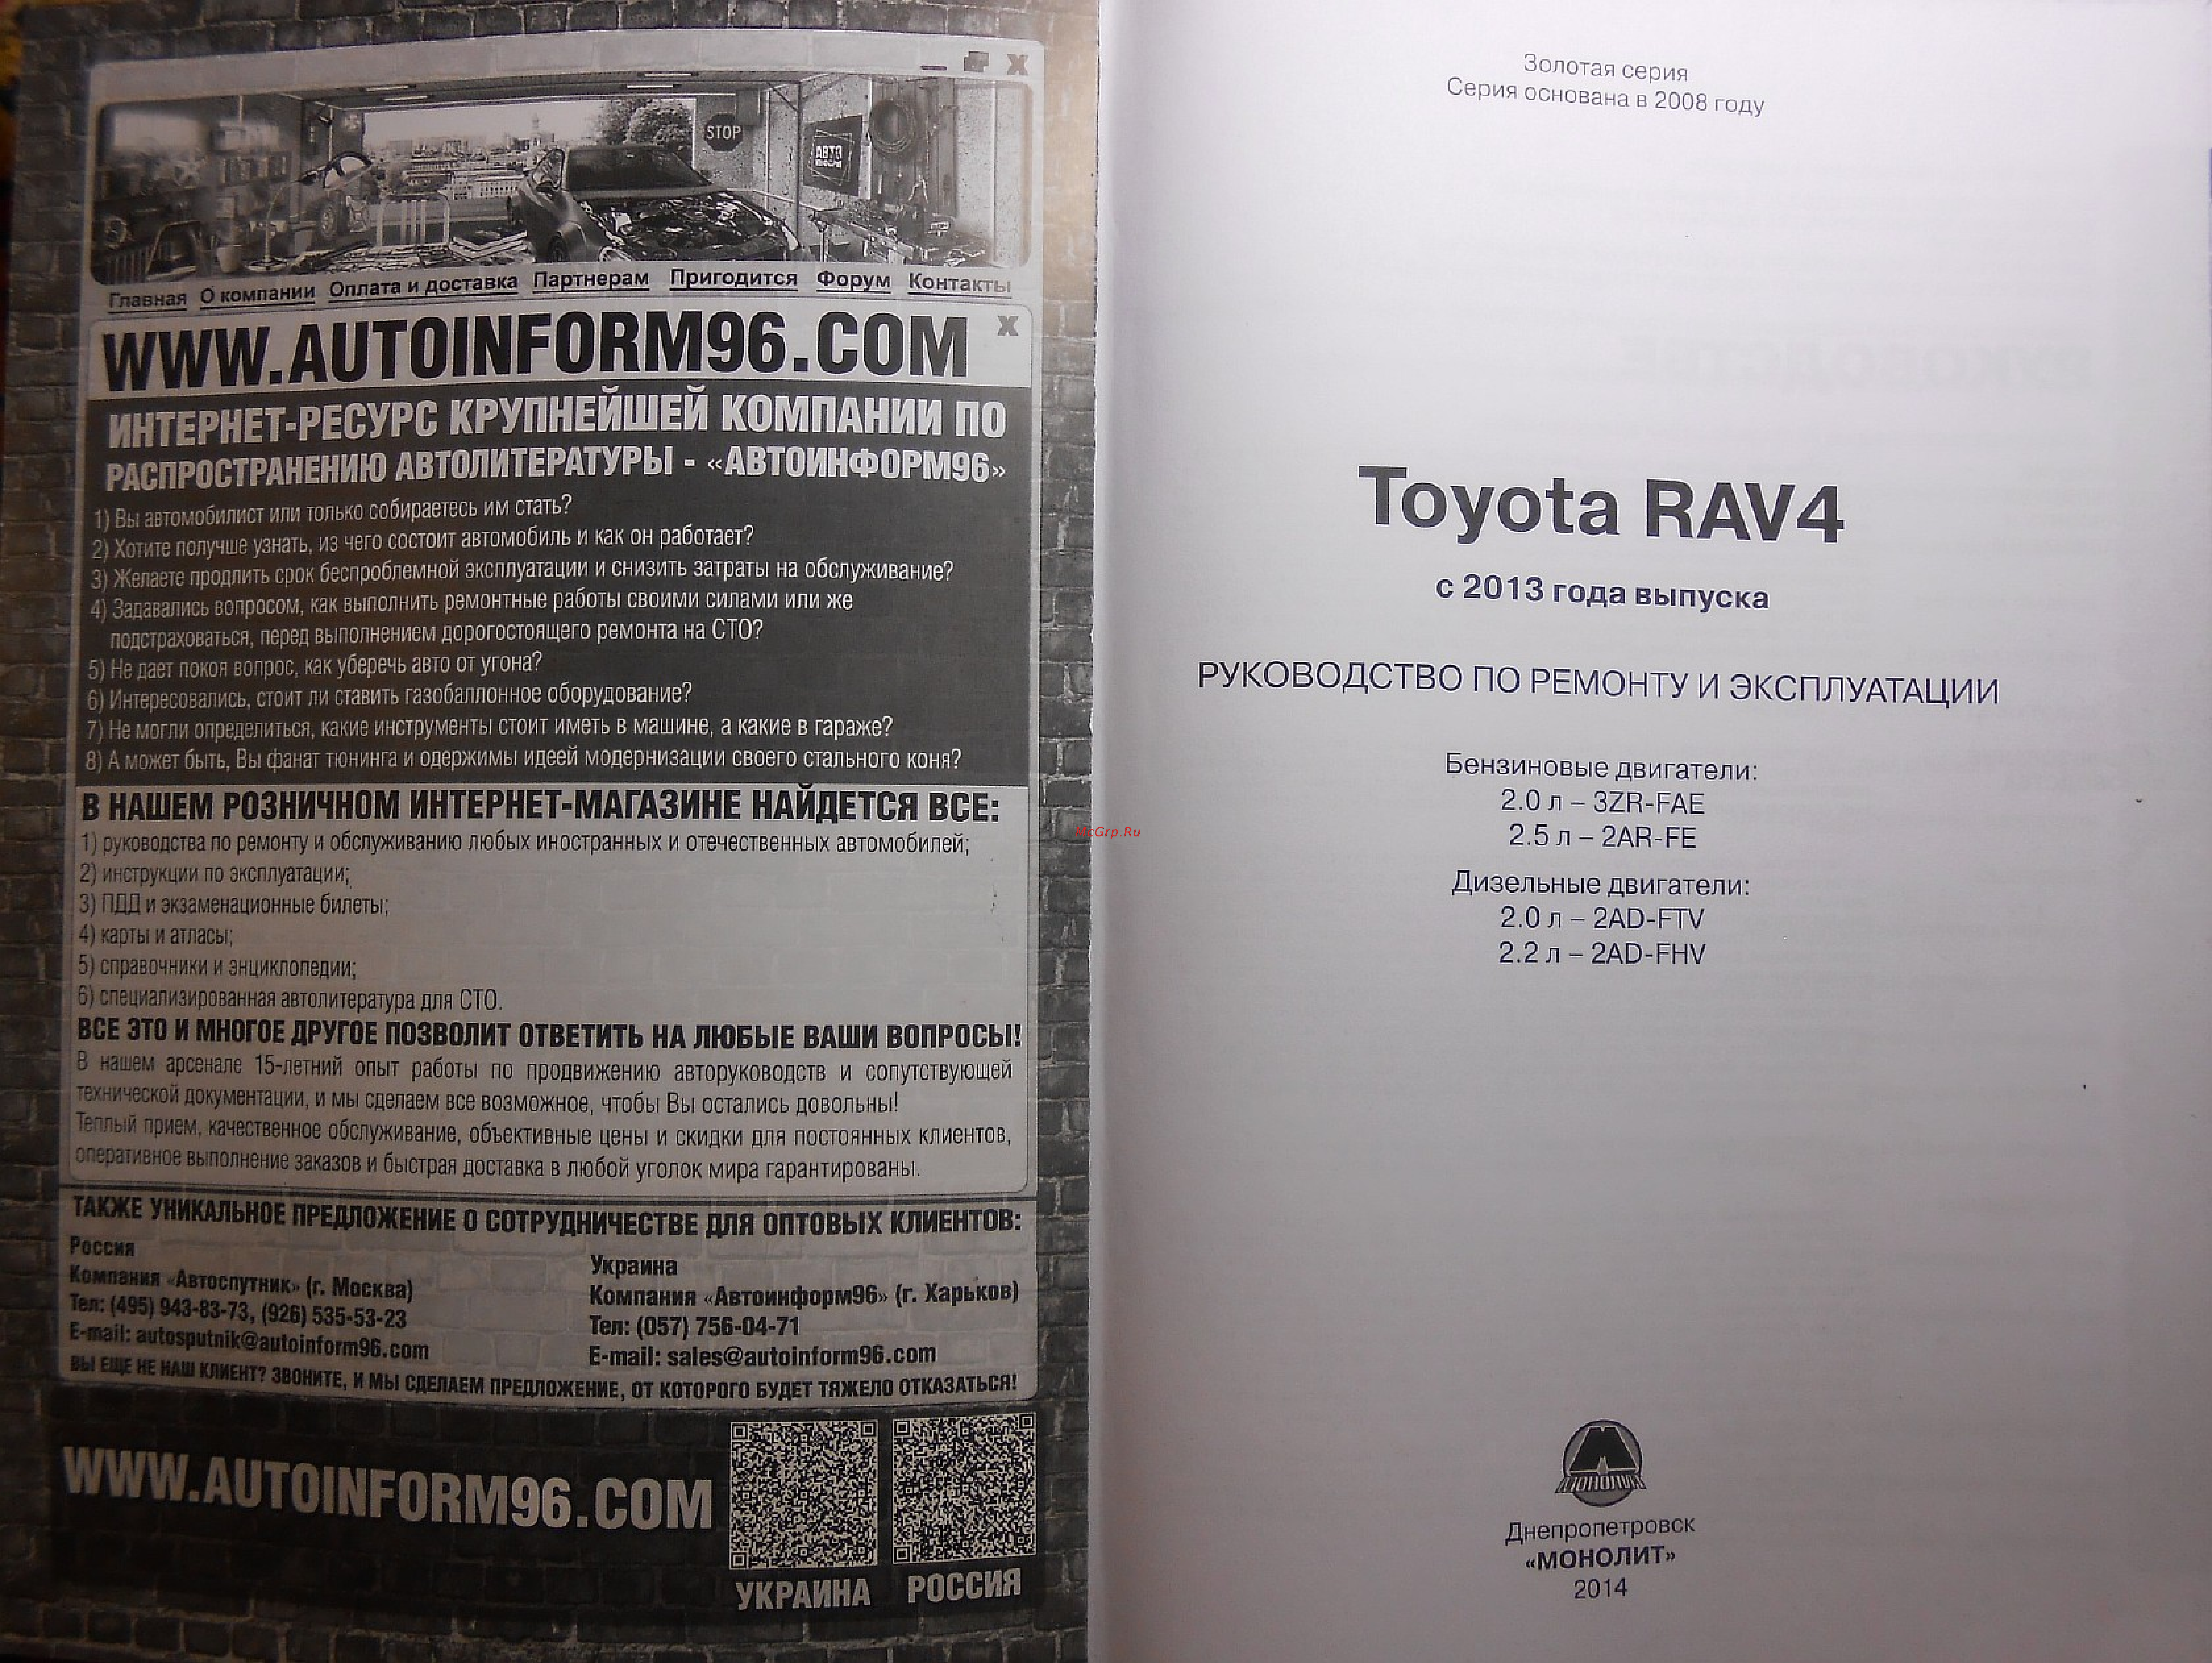 STOP
АВТО
Главная О компании Оплата и доставка Партнерам Пригодится Форум Контакты
WWW.AUTOINFORM96.COM
ИНТЕРНЕТ-РЕСУРС КРУПНЕЙШЕЙ КОМПАНИИ ПО
РАСПРОСТРАНЕНИЮ АВТОЛИТЕРАТУРЫ - «АВТОИНФОРМ96»
1) Вы автомобилист или только собираетесь им стать?
2) Хотите получше узнать, из чего состоит автомобиль и как он работает?
3) Желаете продлить срок беспроблемной эксплуатации и снизить затраты на обслуживание?
4) Задавались вопросом, как выполнить ремонтные работы своими силами или же
подстраховаться, перед выполнением дорогостоящего ремонта на СТО?
5) Не дает покоя вопрос, как уберечь авто от угона?
6) Интересовались, стоит ли ставить газобаллонное оборудование?
7) Не могли определиться, какие инструменты стоит иметь в машине, а какие в гараже?
8) А может быть, Вы фанат тюнинга и одержимы идеей модернизации своего стального коня?
В НАШЕМ РОЗНИЧНОМ ИНТЕРНЕТ-МАГАЗИНЕ НАЙДЕТСЯ ВСЕ:
1) руководства по ремонту и обслуживанию любых иностранных и отечественных автомобилей;
2) инструкции по эксплуатации;
3) ПДД и экзаменационные билеты;
4) карты и атласы;
5) справочники и энциклопедии;
6) специализированная автолитература для СТО.
ВСЕ ЭТО И МНОГОЕ ДРУГОЕ ПОЗВОЛИТ ОТВЕТИТЬ НА ЛЮБЫЕ ВАШИ ВОПРОСЫ!
В нашем арсенале 15-летний опыт работы по продвижению авторуководств и сопутствующей
технической документации, и мы сделаем все возможное, чтобы Вы остались довольны!
Теплый прием, качественное обслуживание, объективные цены и скидки для постоянных клиентов,
оперативное выполнение заказов и быстрая доставка в любой уголок мира гарантированы.
ТАКЖЕ УНИКАЛЬНОЕ ПРЕДЛОЖЕНИЕ О СОТРУДНИЧЕСТВЕ ДЛЯ ОПТОВЫХ КЛИЕНТОВ:
Россия
Компания «Автоспутник» (г. Москва)
Тел: (495) 943-83-73, (926) 535-53-23
E-mail: autosputnik@autoinform96.com
Украина
Компания «Автоинформ96» (г. Харьков)
Тел: (057) 756-04-71
E-mail: sales@autoinform96.com
ВЫ ЕЩЕ НЕ НАШ КЛИЕНТ? ЗВОНИТЕ, И МЫ СДЕЛАЕМ ПРЕДЛОЖЕНИЕ, ОТ КОТОРОГО БУДЕТ ТЯЖЕЛО ОТКАЗАТЬСЯ!
WWW.AUTOINFORM96.COM
УКРАИНА РОССИЯ
McGrp.Ru
Золотая серия
Серия основана в 2008 году
Toyota RAV4
с 2013 года выпуска
РУКОВОДСТВО ПО РЕМОНТУ И ЭКСПЛУАТАЦИИ
Бензиновые двигатели:
2.0 л – 3ZR-FAE
2.5 л – 2AR-FE
Дизельные двигатели:
2.0 л – 2AD-FTV
2.2 л – 2AD-FHV
МОНОЛИТ
Днепропетровск
«МОНОЛИТ»
2014